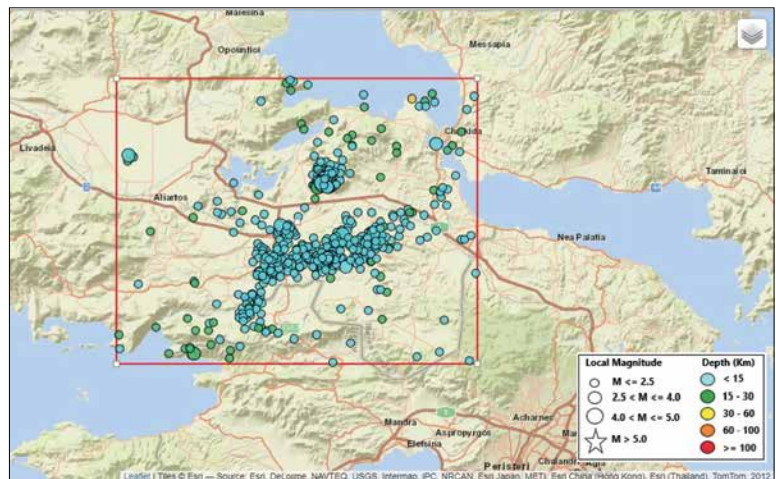 Malesina
Opountioi
Messapia
Chalkida
Livadeia
Aliartos
Taminaioi
Nea Palatia
Mandra
Elefsina
Aspropyrgos
Acharnes
Peristeri
Local Magnitude
M <= 2.5
2.5 < M <= 4.0
4.0 < M <= 5.0
M > 5.0
Depth (Km)
< 15
15 - 30
30 - 60
60 - 100
>= 100
Leaflet | Tiles © Esri — Source: Esri, DeLorme, NAVTEQ, USGS, Intermap, iPC, NRCAN, Esri Japan, METI, Esri China (Hong Kong), Esri (Thailand), TomTom, 2012